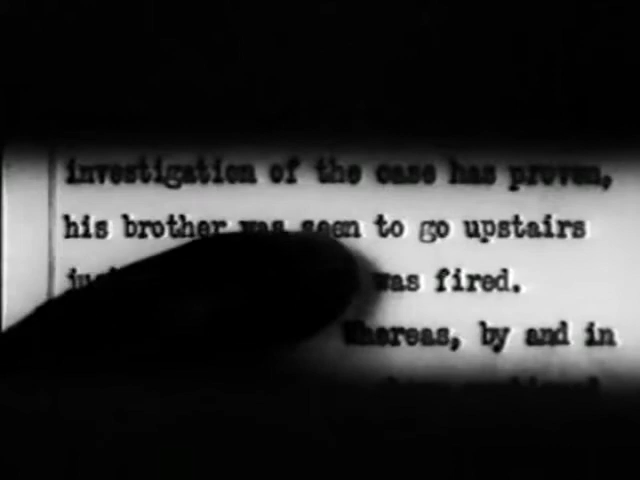 investigation of the case has proven,
his brother was seen to go upstairs
was fired.
Whereas, by and in